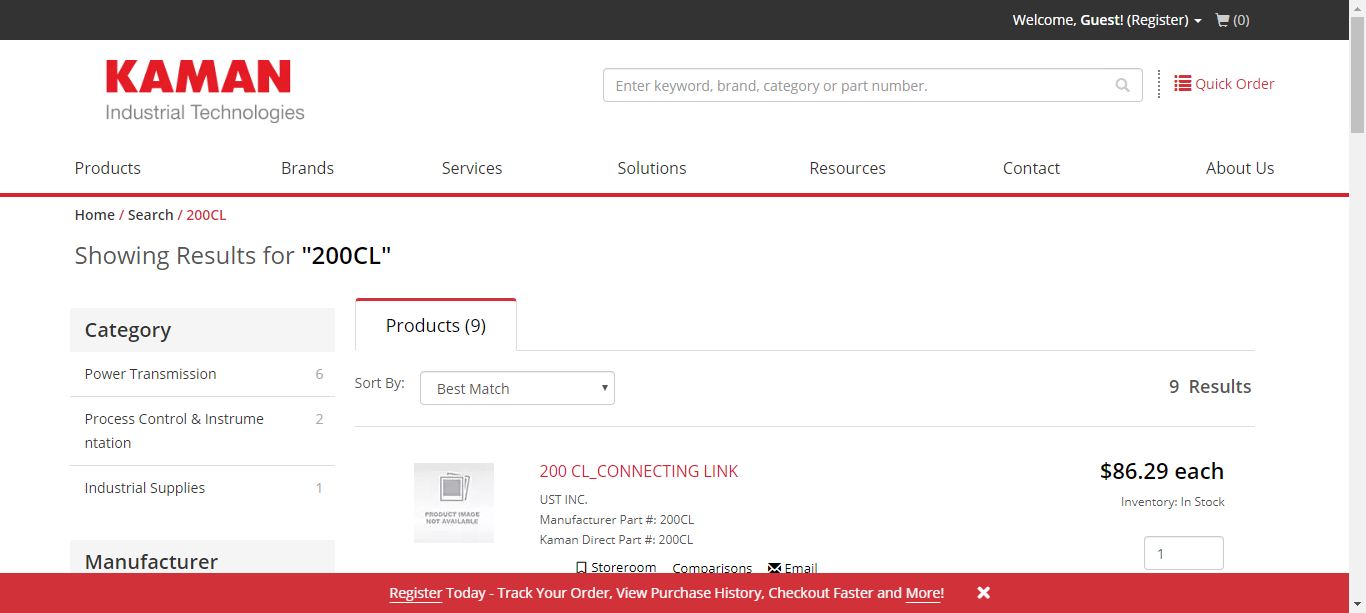 Welcome, Guest! (Register) (0)
KAMAN
Industrial Technologies
Enter keyword, brand, category or part number.
Quick Order
Products Brands Services Solutions Resources Contact About Us
Home / Search / 200CL
Showing Results for "200CL"
Category
Power Transmission 6
Process Control & Instrume 2
ntation
Industrial Supplies 1
Manufacturer
Products (9)
Sort By: Best Match
9 Results
PRODUCT IMAGE
NOT AVAILABLE
200 CL_CONNECTING LINK
UST INC.
Manufacturer Part #: 200CL
Kaman Direct Part #: 200CL
Storeroom Comparisons Email
$86.29 each
Inventory: In Stock
1
Register Today - Track Your Order, View Purchase History, Checkout Faster and More!